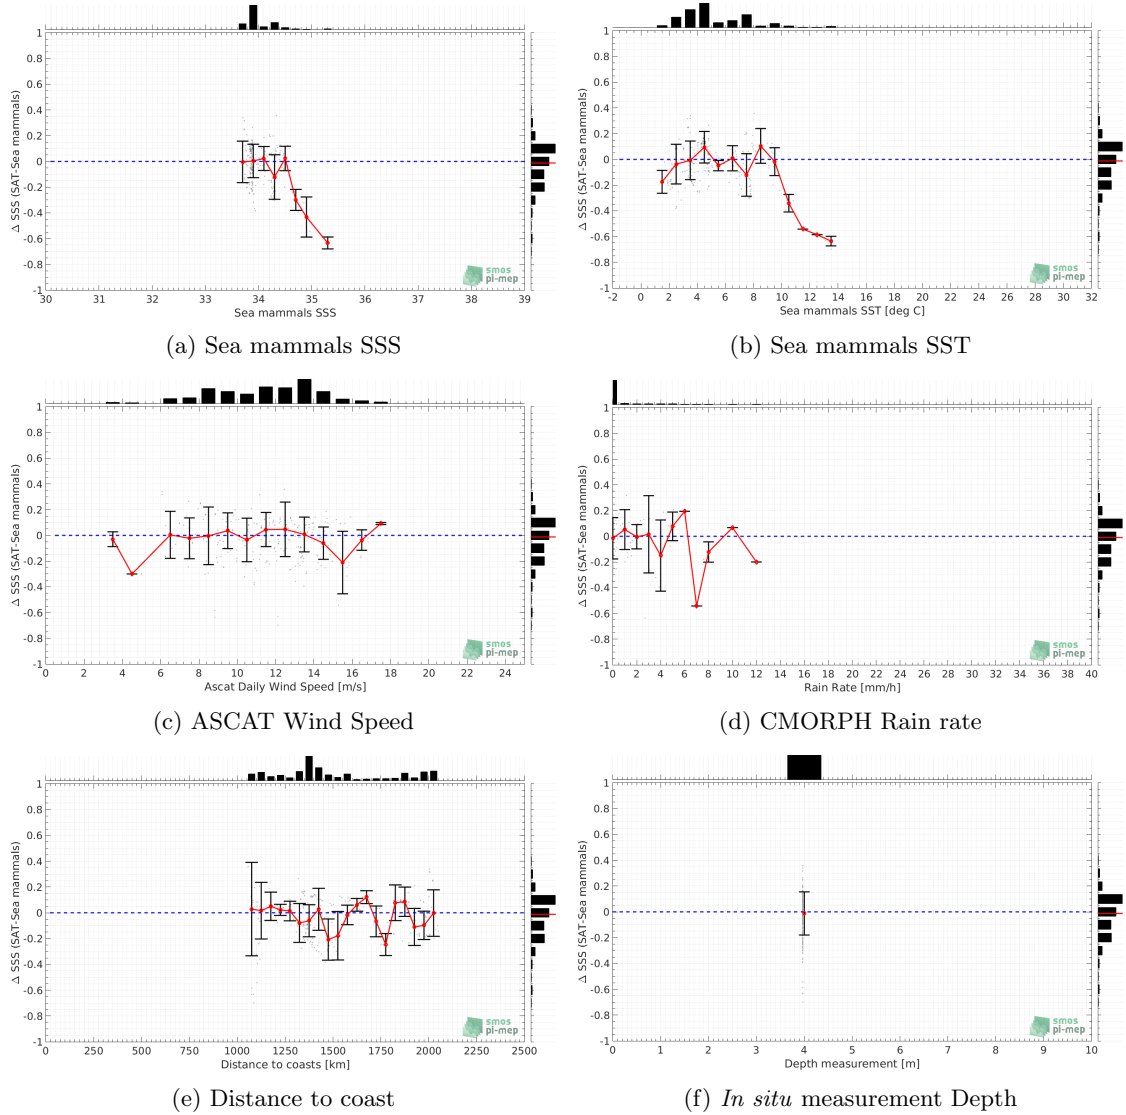 1
0.8
0.6
0.4
0.2
0
-0.2
-0.4
-0.6
-0.8
-1
Δ SSS (SAT-Sea mammals)
30 31 32 33 34 35 36 37 38 39
Sea mammals SSS
smos
pi-mep
(a) Sea mammals SSS
1
0.8
0.6
0.4
0.2
0
-0.2
-0.4
-0.6
-0.8
-1
Δ SSS (SAT-Sea mammals)
-2 0 2 4 6 8 10 12 14 16 18 20 22 24 26 28 30 32
Sea mammals SST [deg C]
smos
pi-mep
(b) Sea mammals SST
1
0.8
0.6
0.4
0.2
0
-0.2
-0.4
-0.6
-0.8
-1
Δ SSS (SAT-Sea mammals)
0 2 4 6 8 10 12 14 16 18 20 22 24
Ascat Daily Wind Speed [m/s]
smos
pi-mep
(c) ASCAT Wind Speed
1
0.8
0.6
0.4
0.2
0
-0.2
-0.4
-0.6
-0.8
-1
Δ SSS (SAT-Sea mammals)
0 2 4 6 8 10 12 14 16 18 20 22 24 26 28 30 32 34 36 38 40
Rain Rate [mm/h]
smos
pi-mep
(d) CMORPH Rain rate
1
0.8
0.6
0.4
0.2
0
-0.2
-0.4
-0.6
-0.8
-1
Δ SSS (SAT-Sea mammals)
0 250 500 750 1000 1250 1500 1750 2000 2250 2500
Distance to coasts [km]
smos
pi-mep
(e) Distance to coast
1
0.8
0.6
0.4
0.2
0
-0.2
-0.4
-0.6
-0.8
-1
Δ SSS (SAT-Sea mammals)
0 1 2 3 4 5 6 7 8 9 10
Depth measurement [m]
smos
pi-mep
(f) In situ measurement Depth